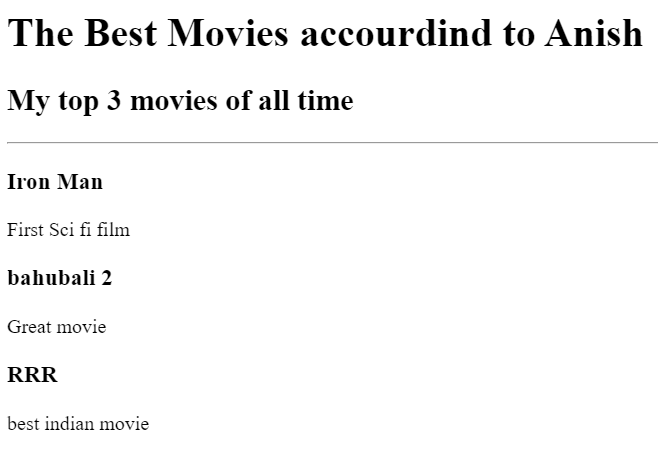 The Best Movies accourdind to Anish
My top 3 movies of all time
Iron Man
First Sci fi film
bahubali 2
Great movie
RRR
best indian movie